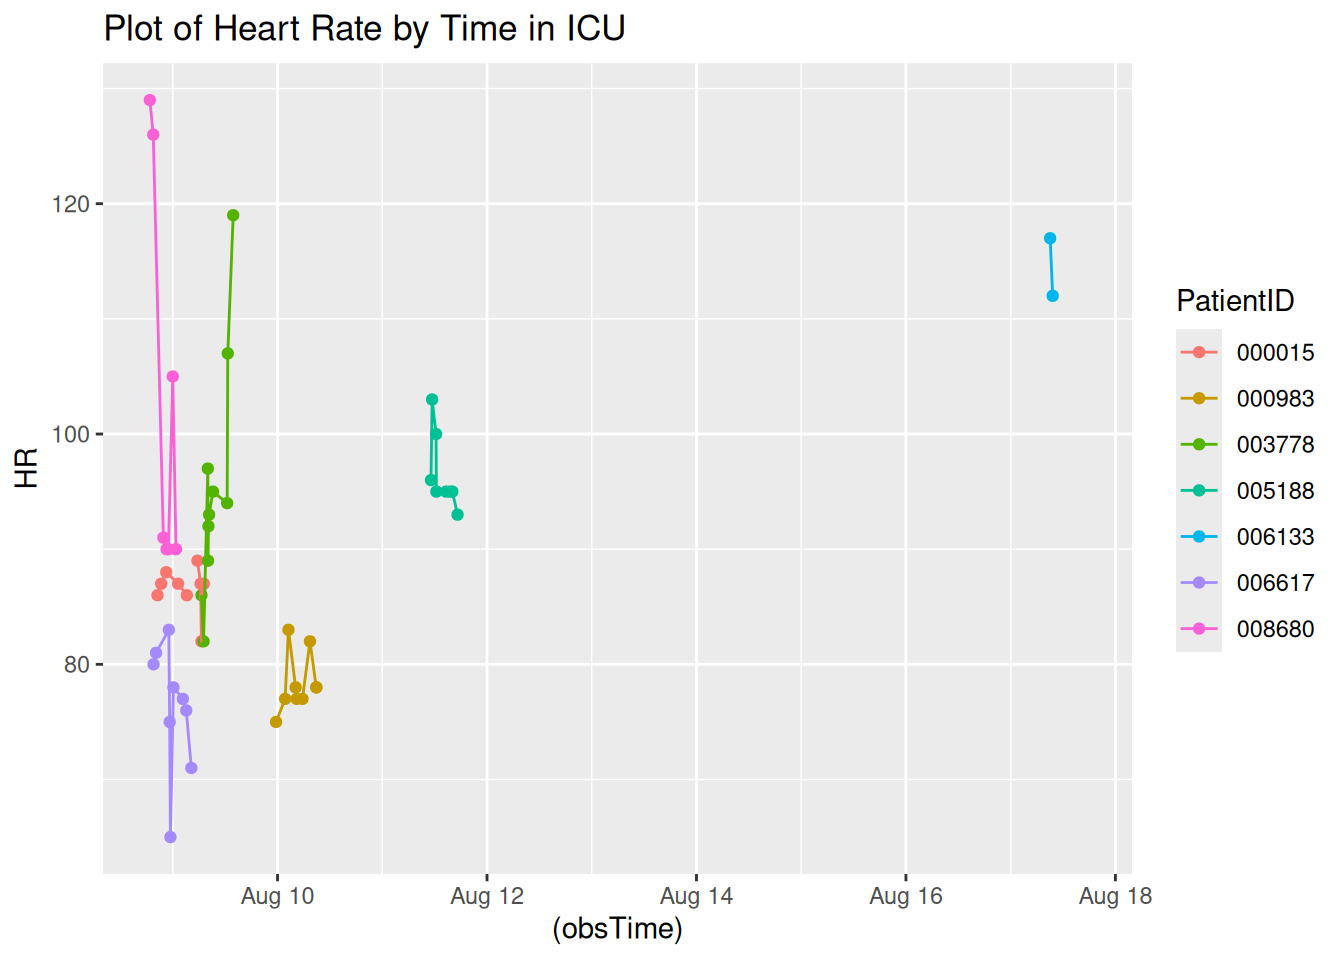 Plot of Heart Rate by Time in ICU
HR
120
100
80
Aug 10
Aug 12
Aug 14
Aug 16
Aug 18
(obsTime)
PatientID
000015
000983
003778
005188
006133
006617
008680